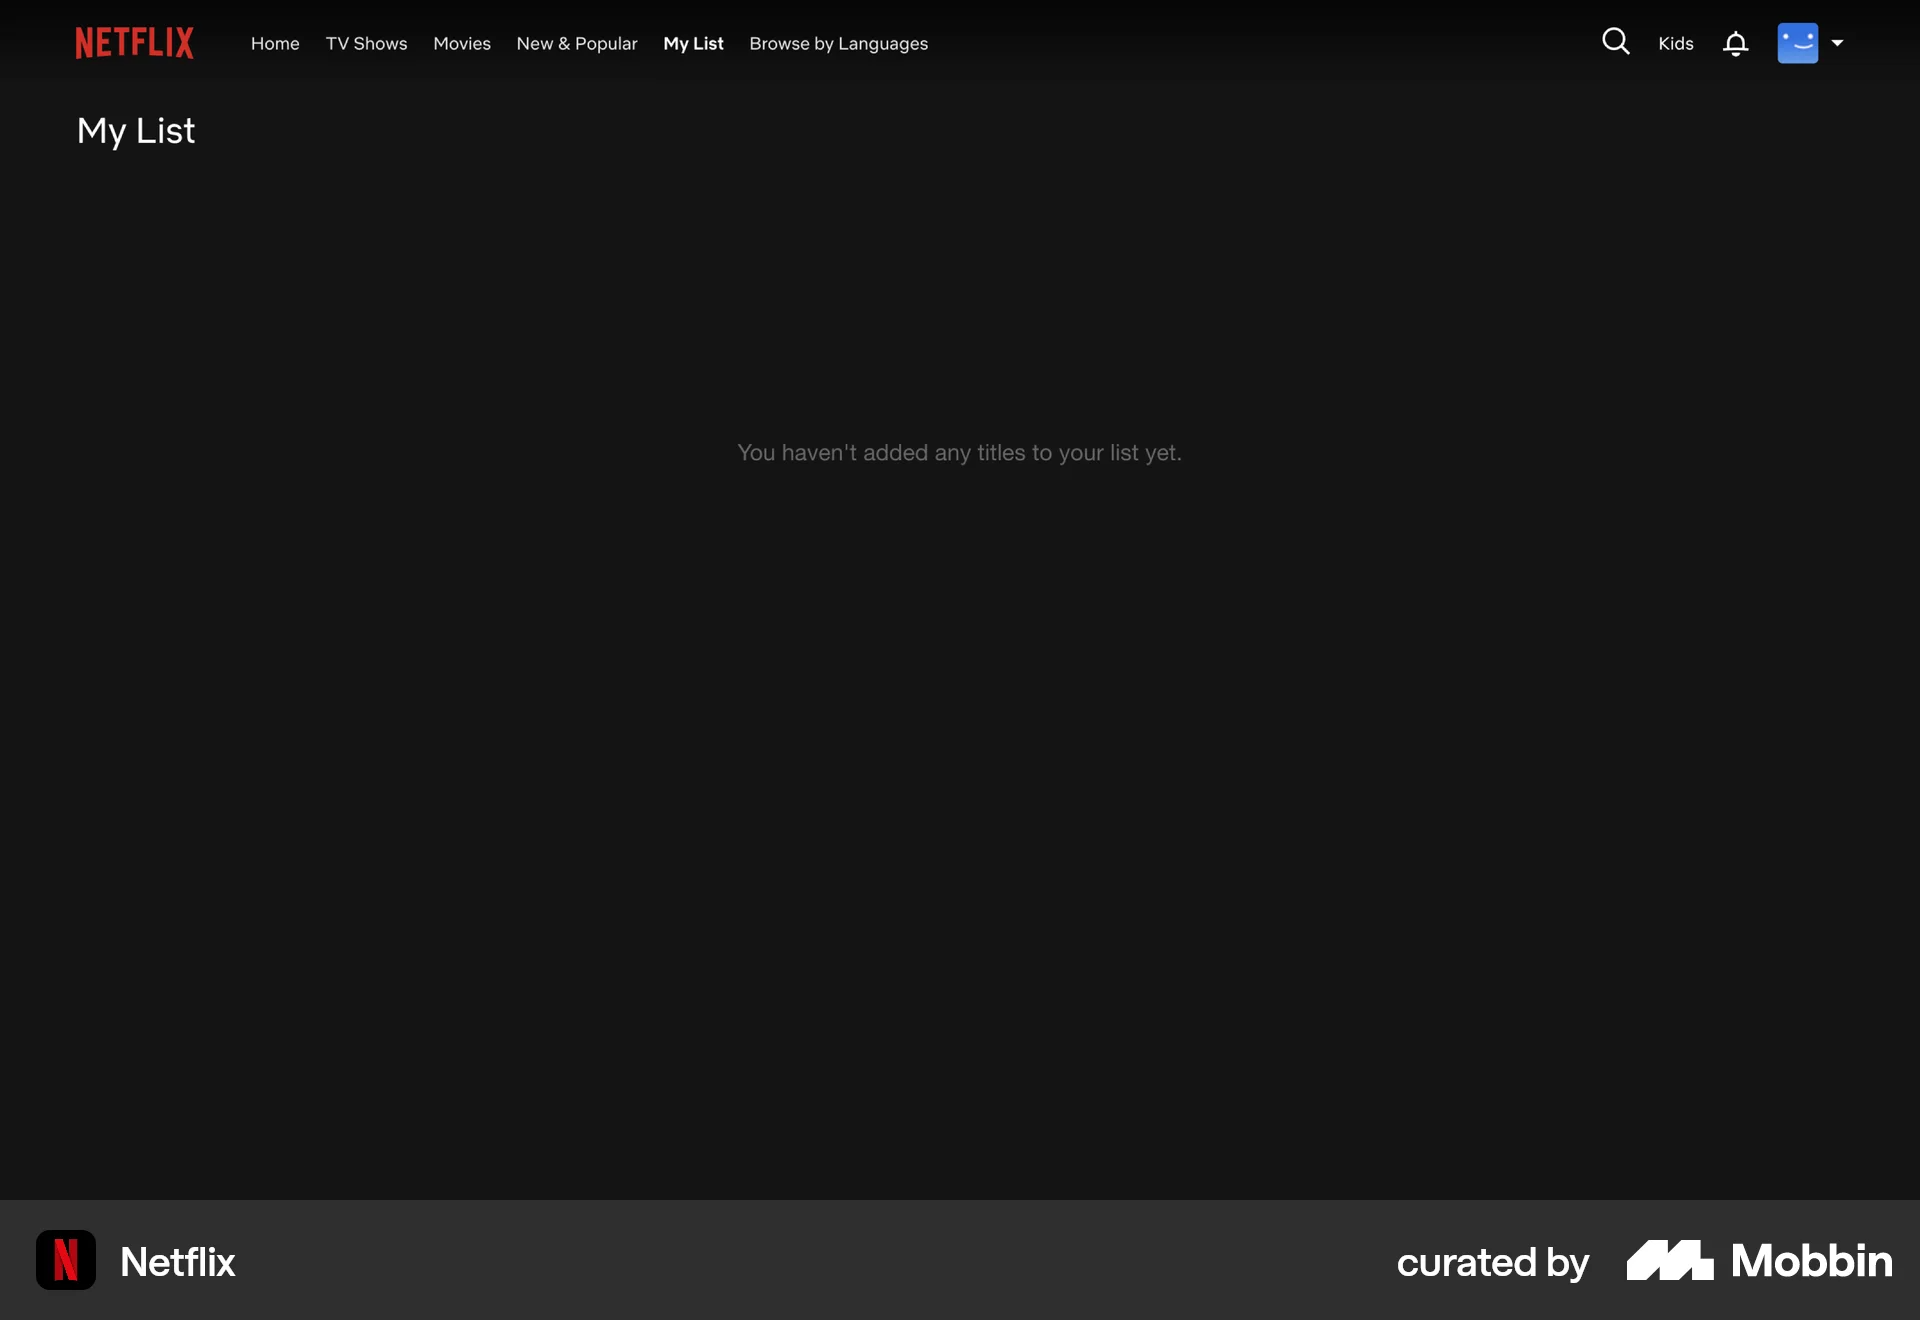 NETFLIX Home TV Shows Movies New & Popular My List Browse by Languages Kids
My List
You haven't added any titles to your list yet.
N Netflix curated by Mobbin